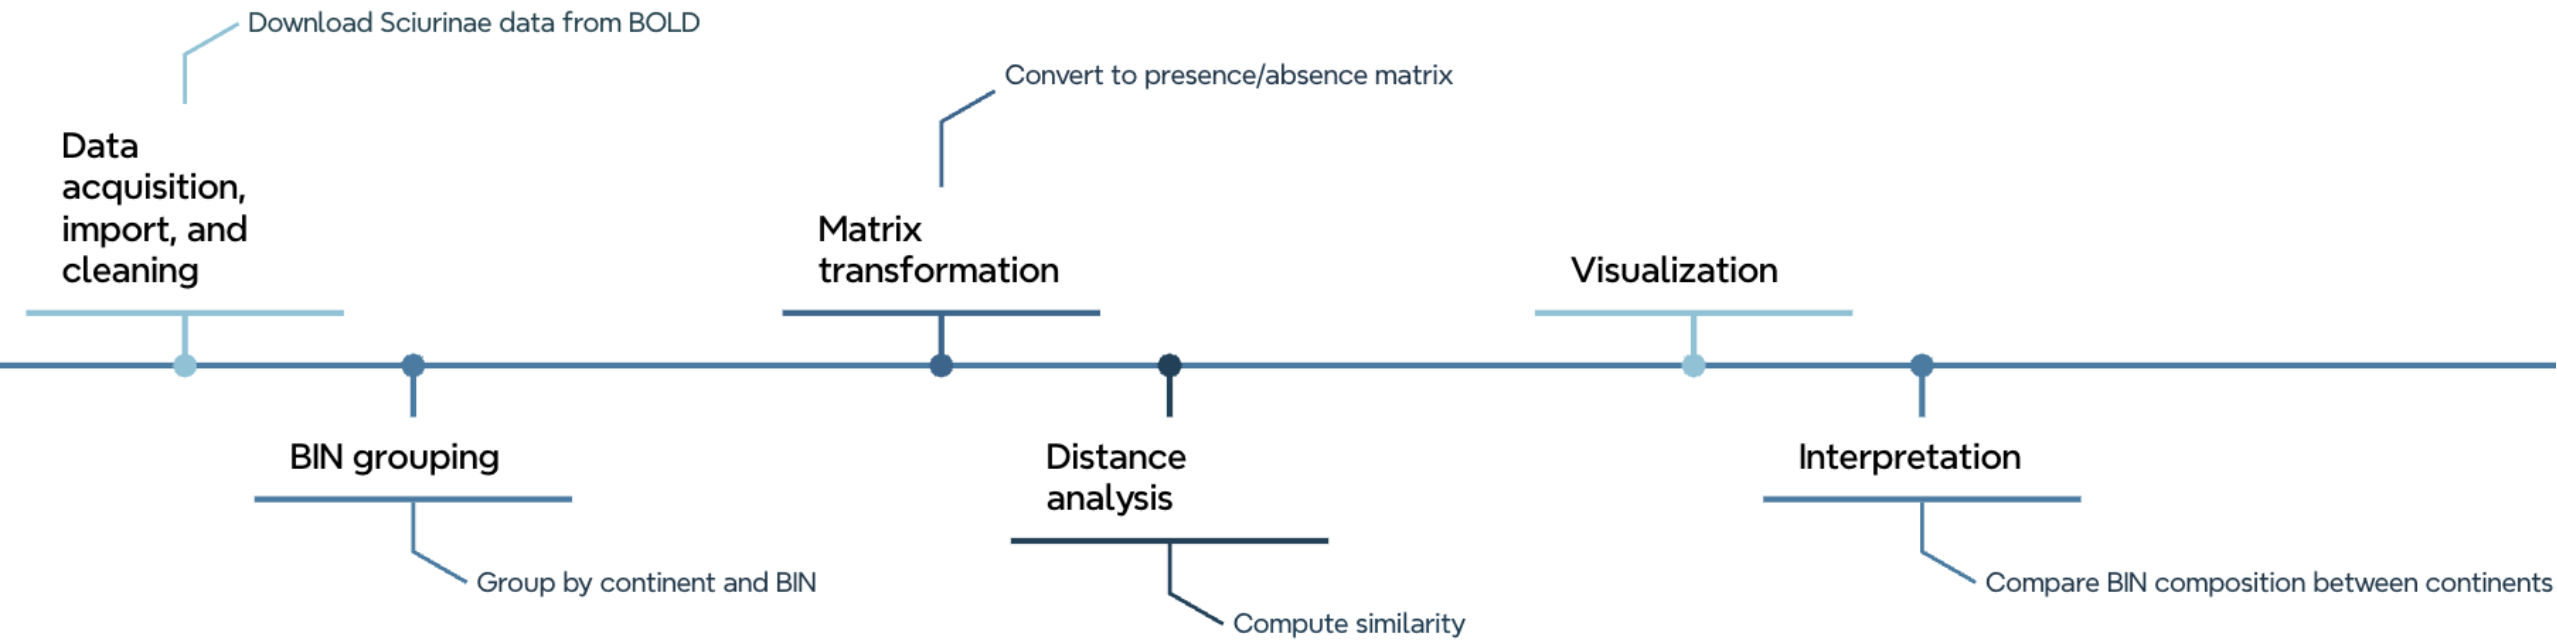 Download Sciurinae data from BOLD
Data
acquisition,
import, and
cleaning
BIN grouping
Group by continent and BIN
Convert to presence/absence matrix
Matrix
transformation
Distance
analysis
Compute similarity
Visualization
Interpretation
Compare BIN composition between continents